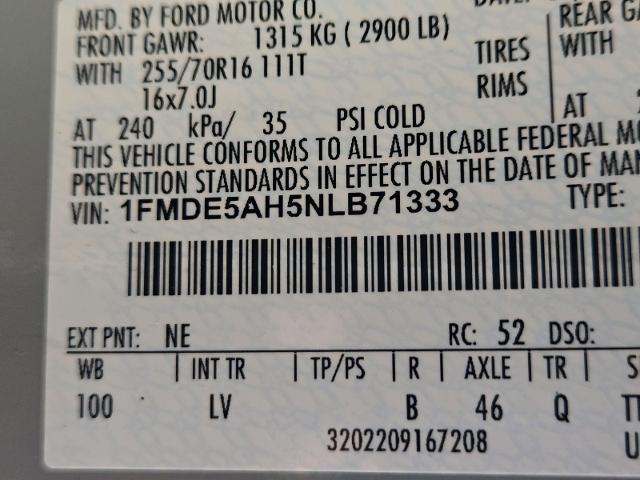 MFD. BY FORD MOTOR CO.
FRONT GAWR: 1315 KG ( 2900 LB) REAR
WITH 255/70R16 111T TIRES WITH
16x7.0J RIMS
AT 240 kPa/ 35 PSI COLD AT
THIS VEHICLE CONFORMS TO ALL APPLICABLE FEDERAL
PREVENTION STANDARDS IN EFFECT ON THE DATE OF
VIN: 1FMDE5AH5NLB71333 TYPE:
EXT PNT: NE RC: 52 DSO:
WB INT TR TP/PS R AXLE TR S
100 LV B 46 Q
3202209167208